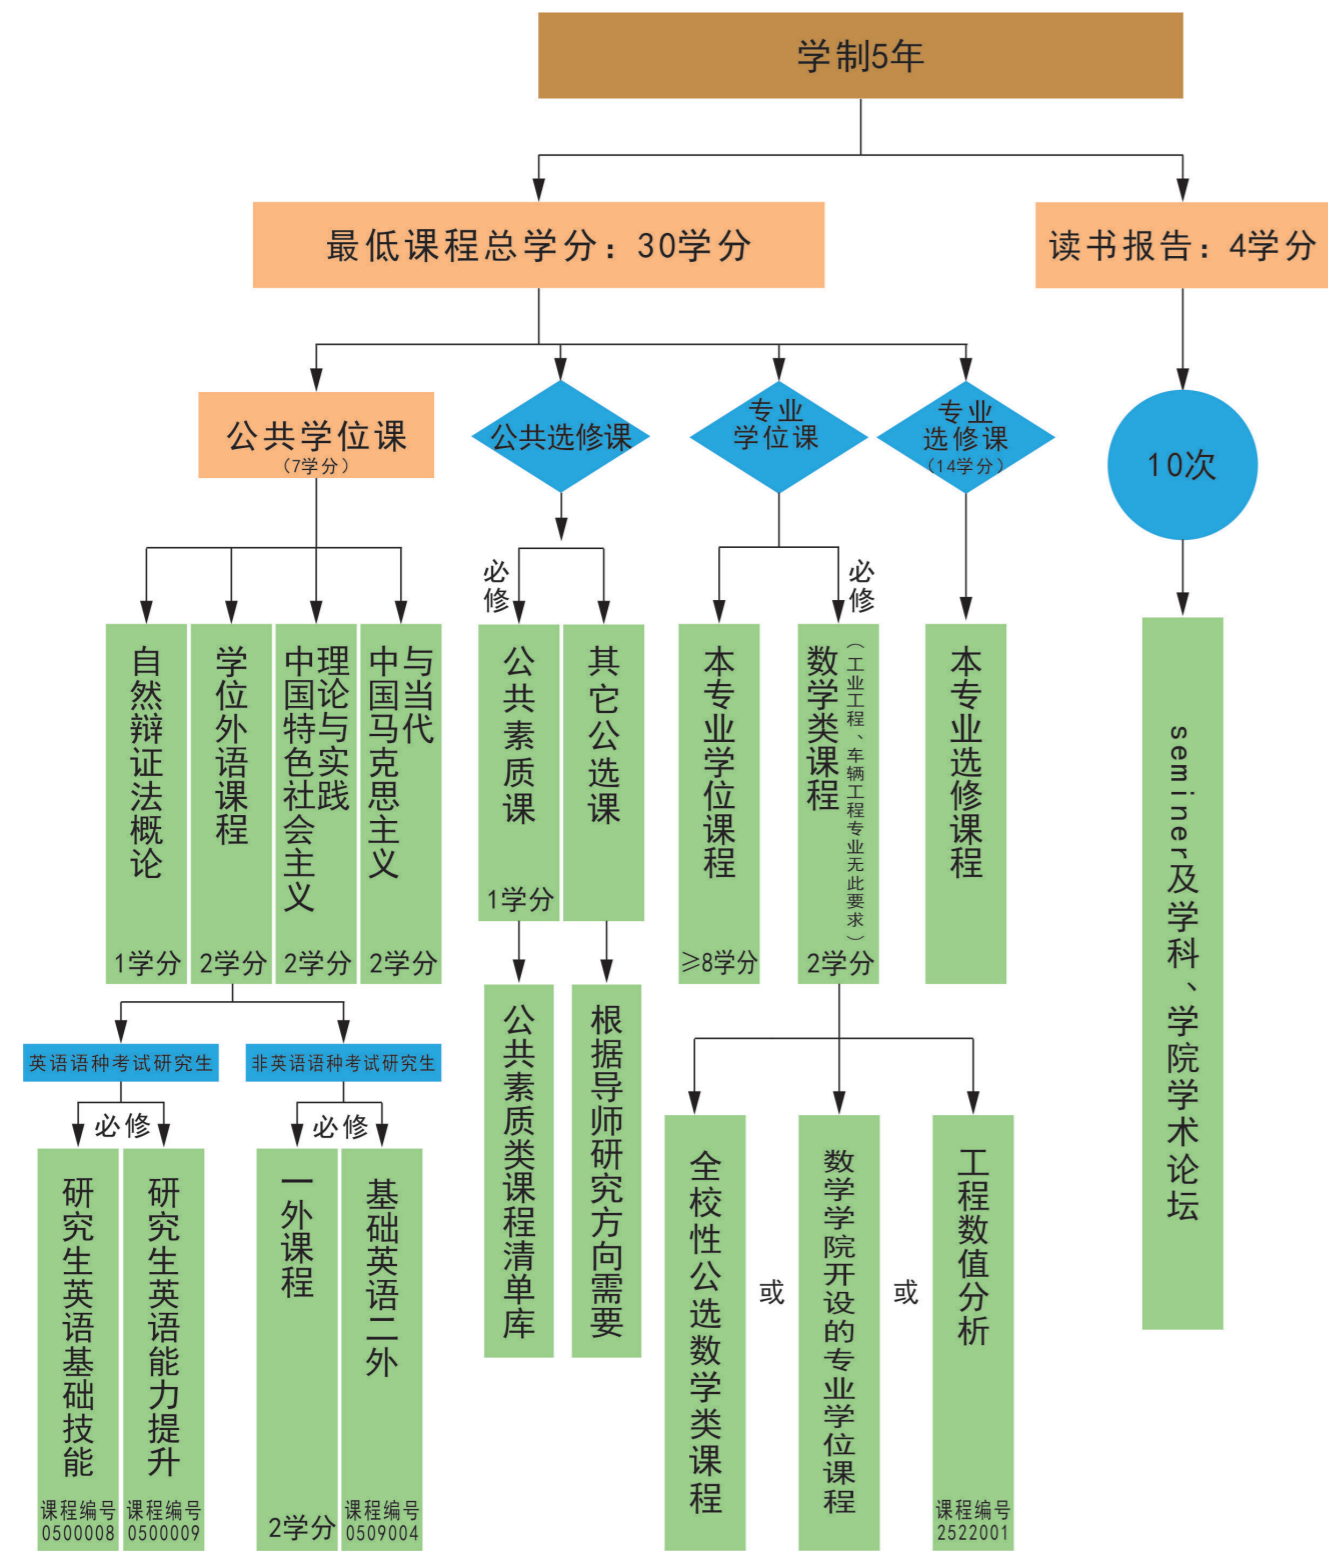 学制5年
最低课程总学分：30学分
读书报告：4学分
公共学位课
（7学分）
公共选修课
专业
学位课
专业
选修课
（14学分）
10次
必修
必修
自然辩证法概论
1学分
学位外语课程
2学分
中国特色社会主义
理论与实践
2学分
中国马克思主义
与当代
2学分
公共素质课
1学分
其它公选课
本专业学位课程
≥8学分
数学类课程
（工业工程、车辆工程专业无此要求）
2学分
本专业选修课程
seminer及学科、学院学术论坛
英语语种考试研究生
非英语语种考试研究生
必修
必修
研究生英语基础技能
课程编号
0500008
研究生英语能力提升
课程编号
0500009
一外课程
2学分
基础英语二外
课程编号
0509004
公共素质类课程清单库
根据导师研究方向需要
全校性公选数学类课程
或
数学学院开设的专业学位课程
或
工程数值分析
课程编号
2522001